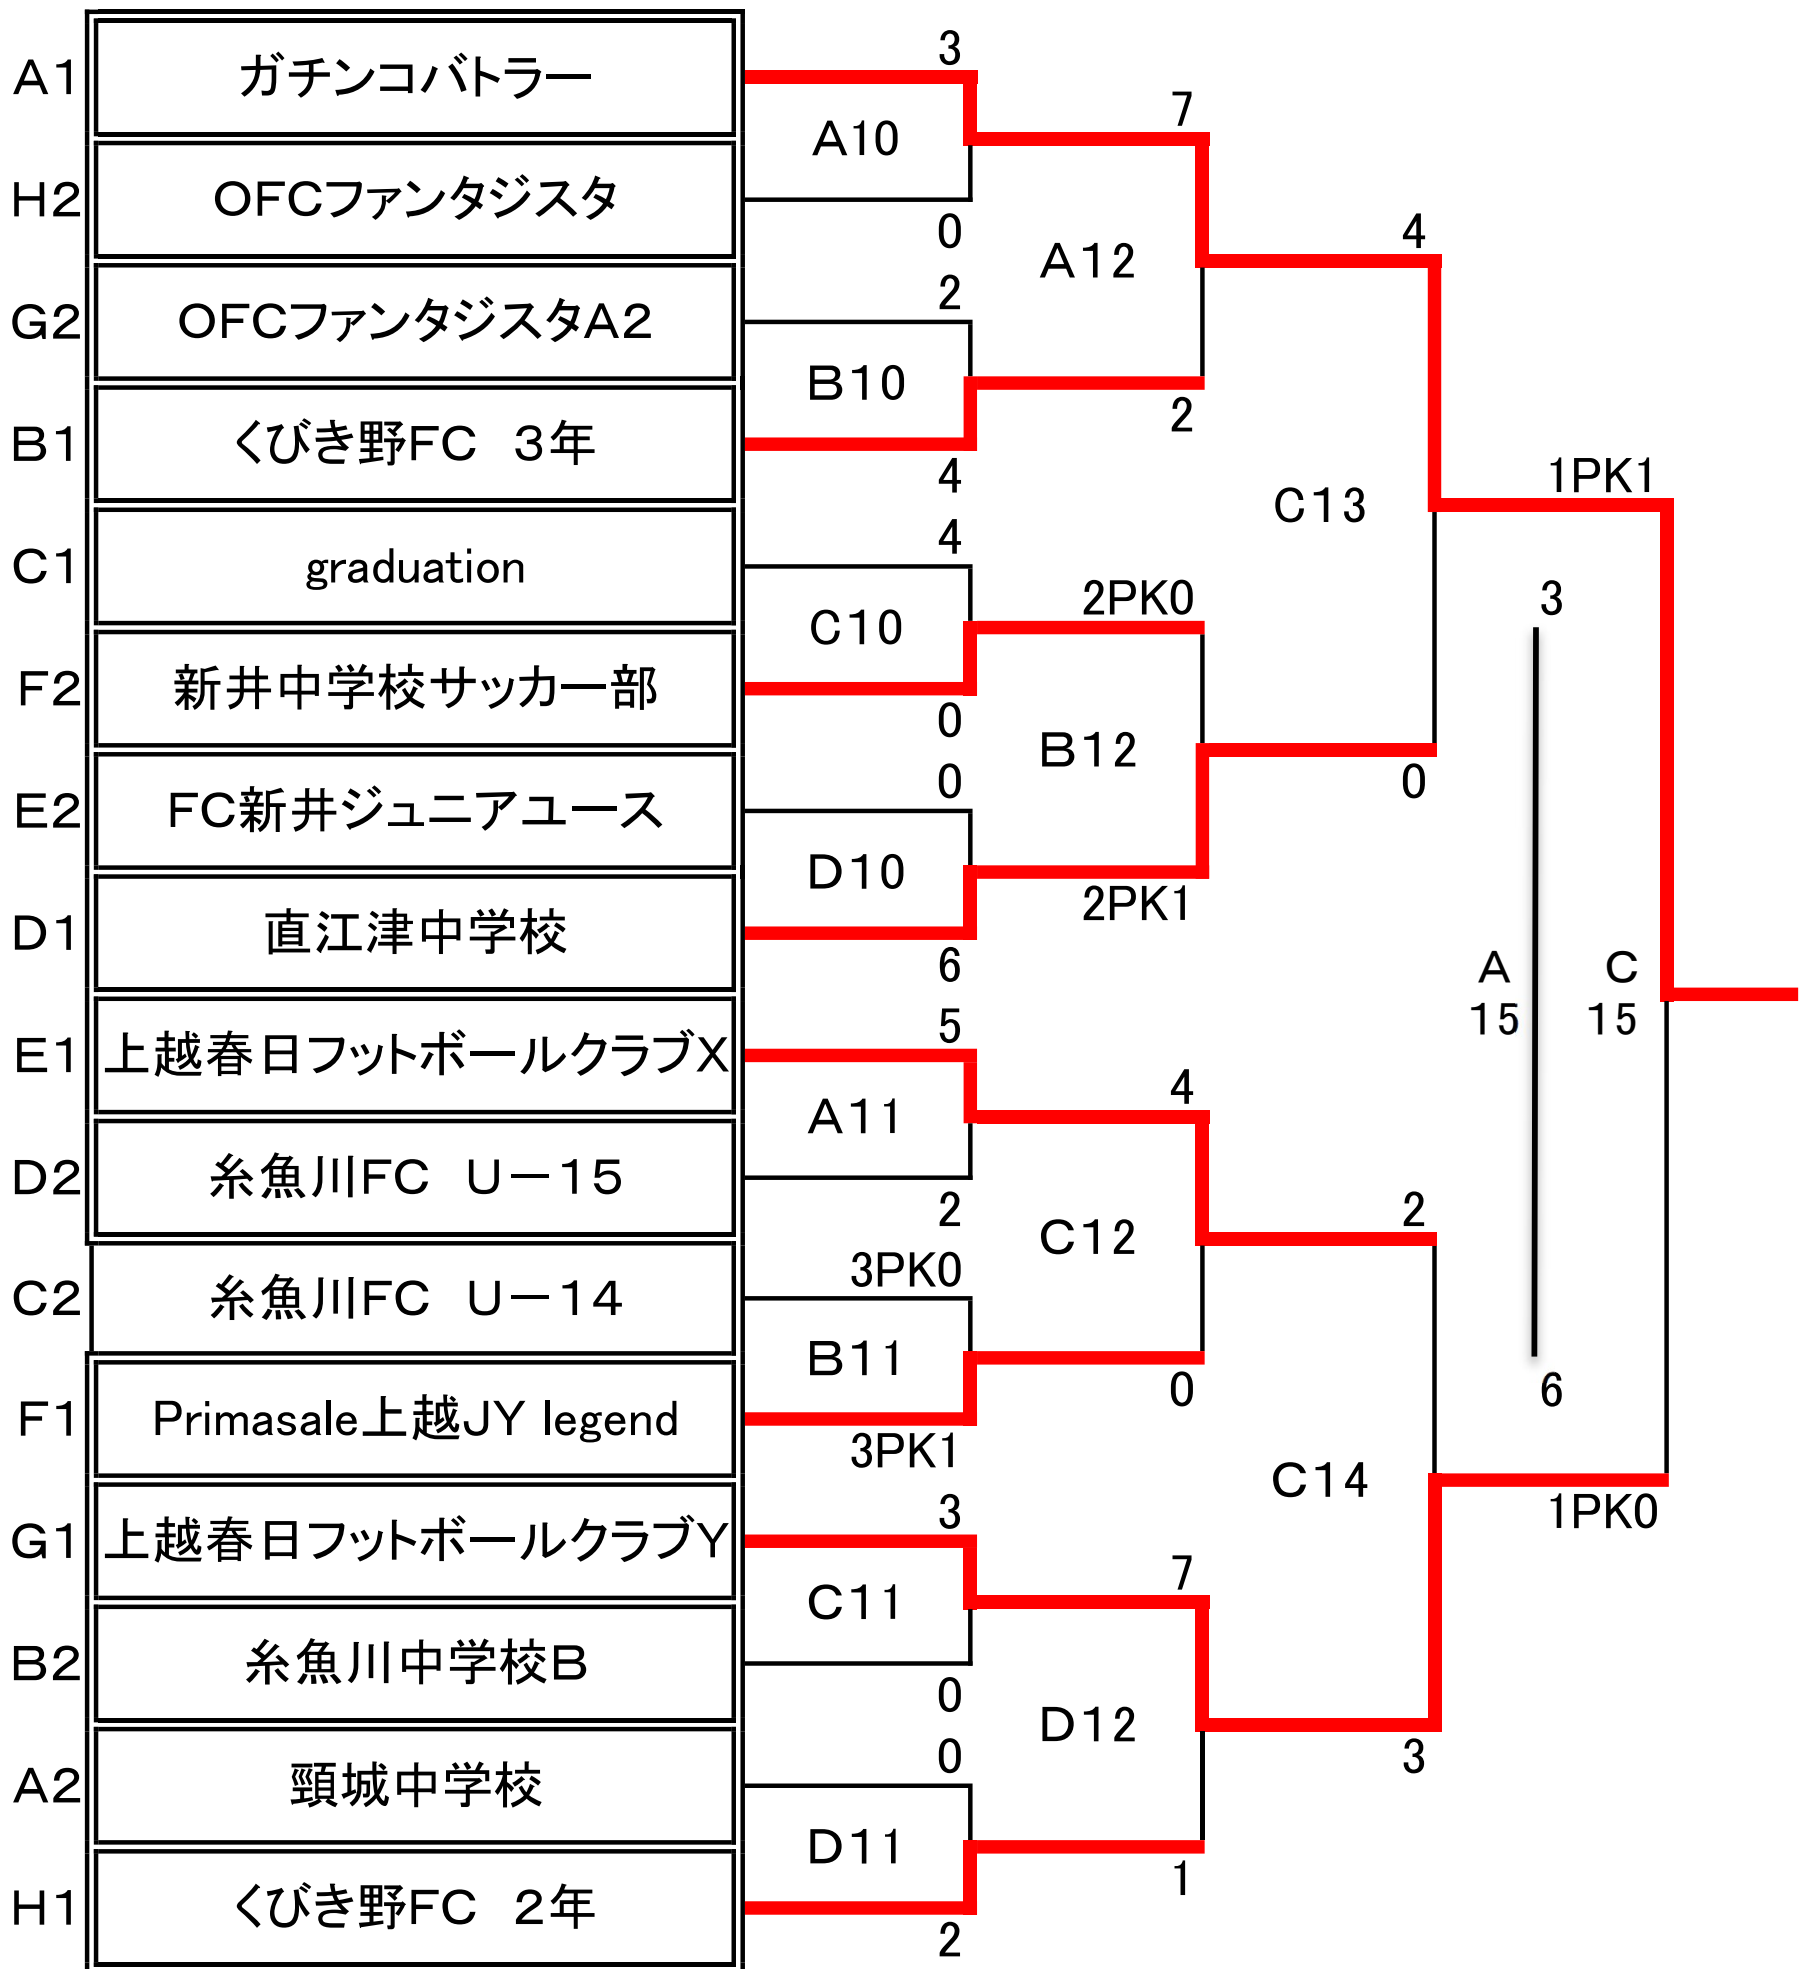 A1 ガチンコバトラー
H2 OFCファンタジスタ
G2 OFCファンタジスタA2
B1 くびき野FC　3年
C1 graduation
F2 新井中学校サッカー部
E2 FC新井ジュニアユース
D1 直江津中学校
E1 上越春日フットボールクラブX
D2 糸魚川FC　U－15
C2 糸魚川FC　U－14
F1 Primasale上越JY legend
G1 上越春日フットボールクラブY
B2 糸魚川中学校B
A2 頸城中学校
H1 くびき野FC　2年
3
A10
0
2
B10
4
4
C10
0
0
D10
6
5
A11
2
3PK0
B11
3PK1
3
C11
0
0
D11
2
7
A12
2
2PK0
B12
2PK1
4
C12
0
7
D12
1
4
C13
0
2
C14
3
1PK1
3
A
15
C
15
6
1PK0